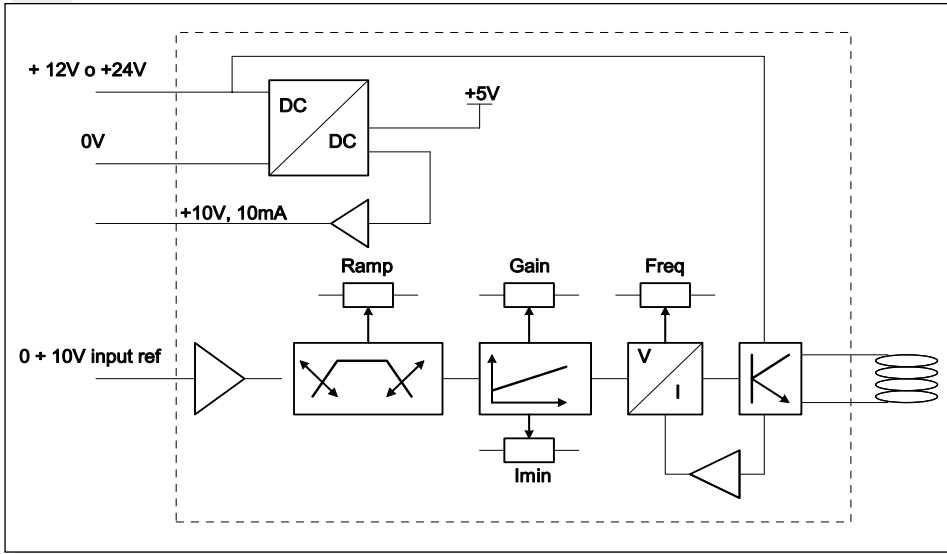 + 12V o +24V
DC
DC
+5V
0V
+10V, 10mA
Ramp
Gain
Freq
0 + 10V input ref
V
I
Imin